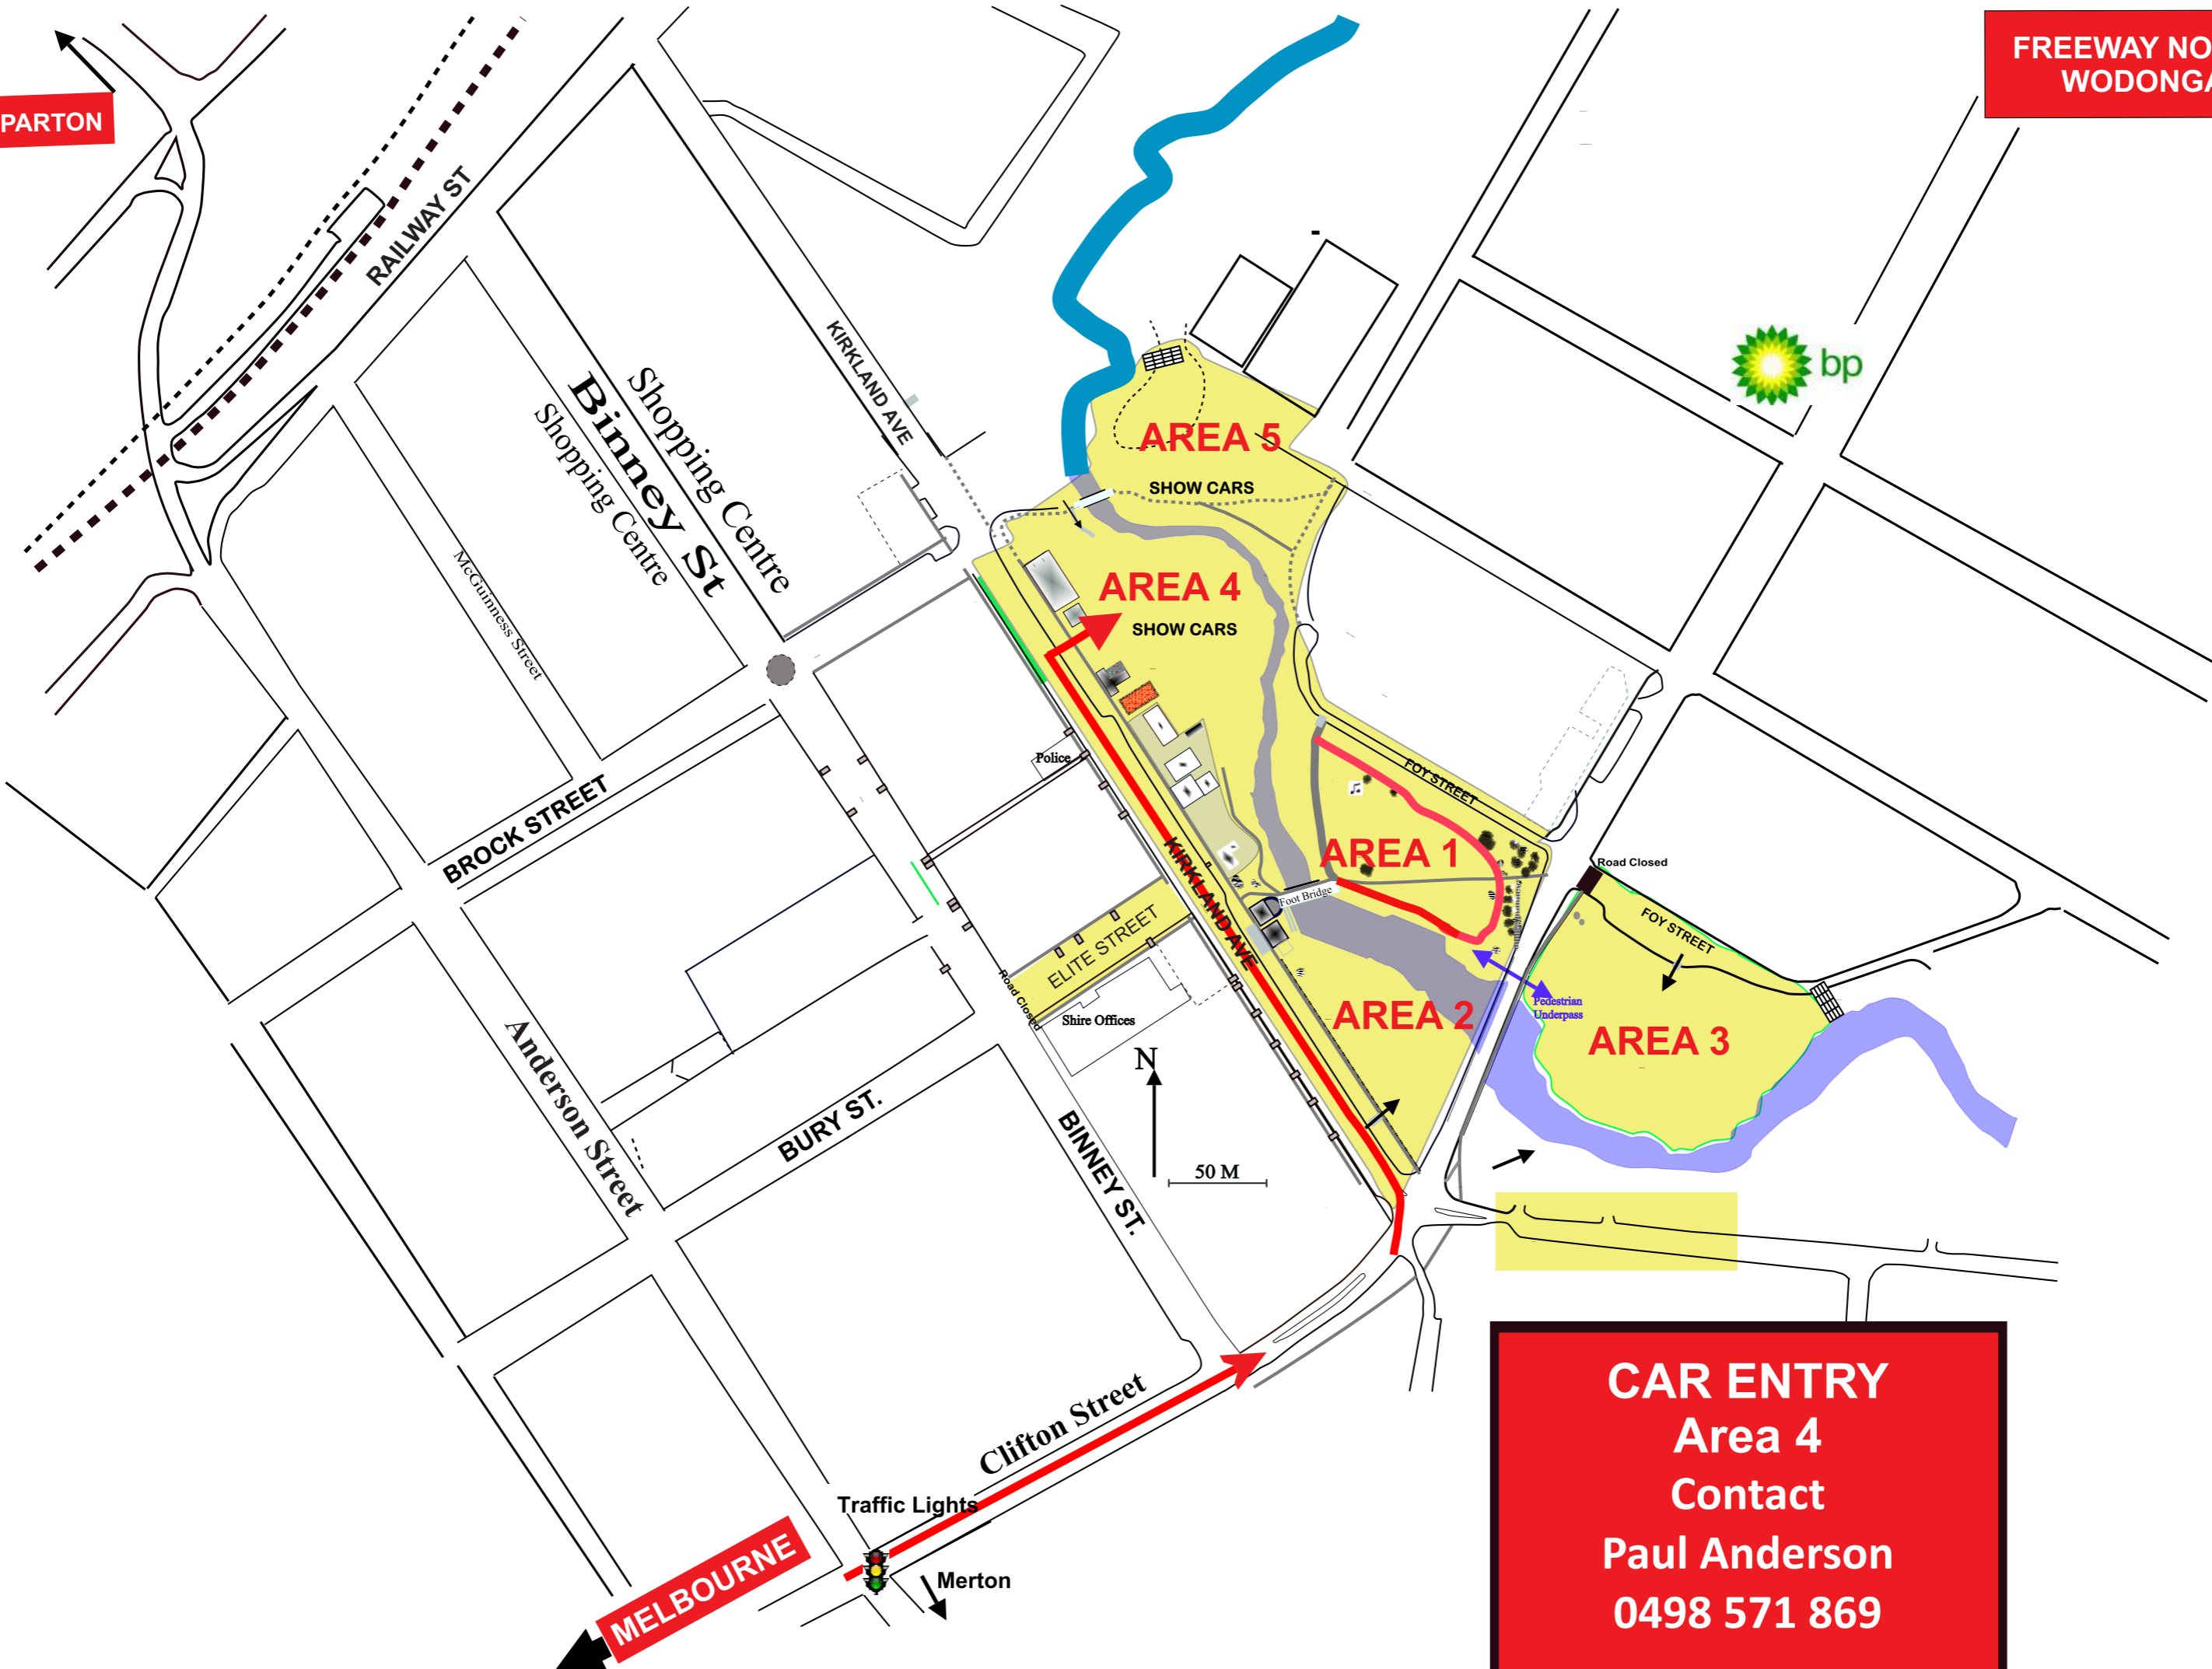 FREEWAY NO
WODONGA
PARTON
RAILWAY ST
KIRKLAND AVE
Shopping Centre
Binney St
Shopping Centre
McGuinness Street
bp
AREA 5
SHOW CARS
AREA 4
SHOW CARS
Police
FOY STREET
BROCK STREET
AREA 1
Road Closed
KIRKLAND AVE
Foot Bridge
FOY STREET
ELITE STREET
Road Closed
Shire Offices
AREA 2
Pedestrian
Underpass
AREA 3
Anderson Street
N
50 M
BURY ST.
BINNEY ST.
Clifton Street
Traffic Lights
MELBOURNE
Merton
CAR ENTRY
Area 4
Contact
Paul Anderson
0498 571 869